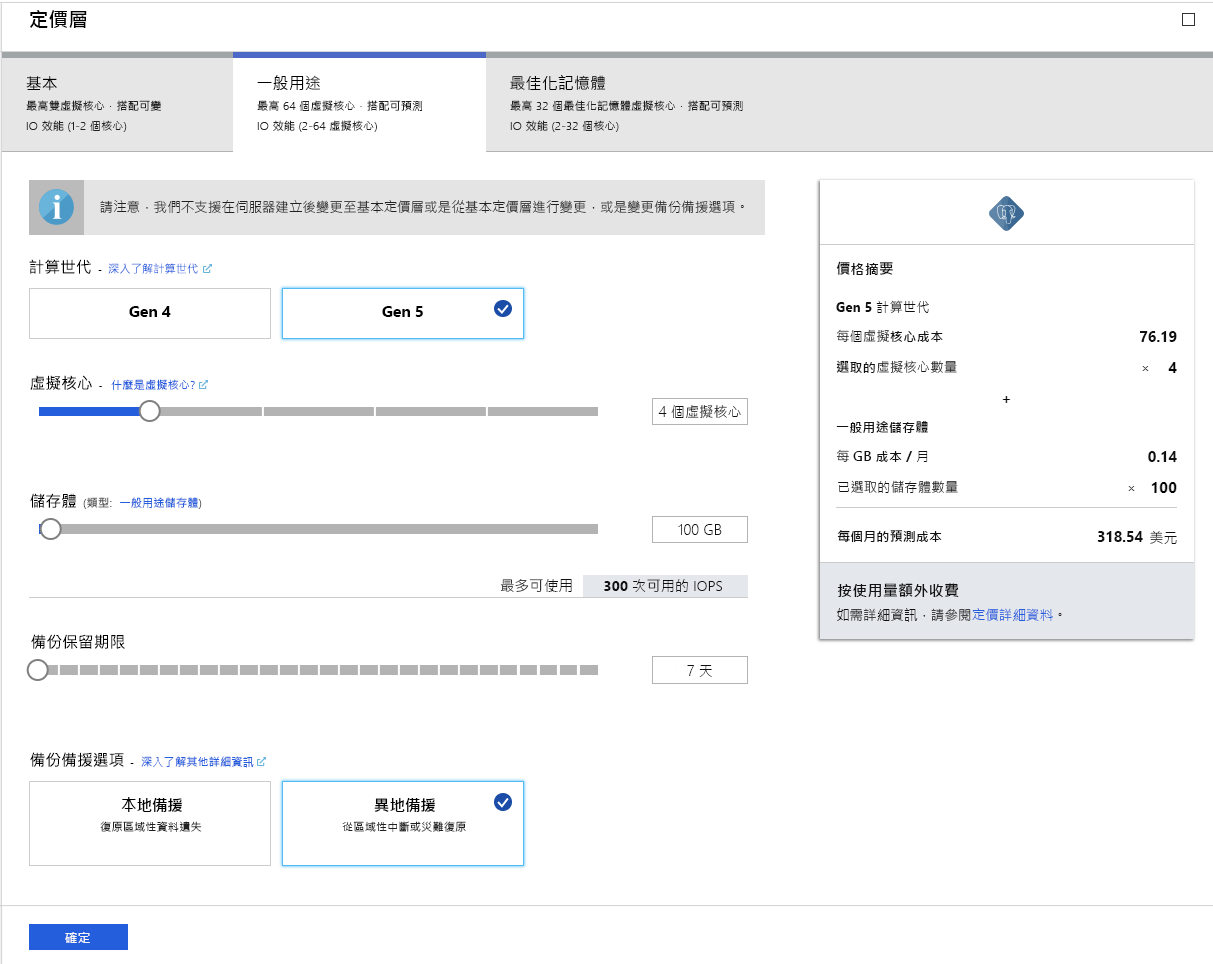 定價層
基本
最高雙虛擬核心，搭配可變
IO 效能 (1-2 個核心)
一般用途
最高 64 個虛擬核心，搭配可預測
IO 效能 (2-64 虛擬核心)
最佳化記憶體
最高 32 個最佳化記憶體虛擬核心，搭配可預測
IO 效能 (2-32 個核心)
請注意，我們不支援在伺服器建立後變更至基本定價層或是從基本定價層進行變更，或是變更備份備援選項。
計算世代 - 深入了解計算世代
Gen 4
Gen 5
虛擬核心 - 什麼是虛擬核心?
4 個虛擬核心
儲存體 (類型: 一般用途儲存體)
100 GB
最多可使用 300 次可用的 IOPS
備份保留期限
7 天
備份備援選項 - 深入了解其他詳細資訊
本地備援
復原區域性資料遺失
異地備援
從區域性中斷或災難復原
確定
價格摘要
Gen 5 計算世代
每個虛擬核心成本 76.19
選取的虛擬核心數量 × 4
+
一般用途儲存體
每 GB 成本 / 月 0.14
已選取的儲存體數量 × 100
每個月的預測成本 318.54 美元
按使用量額外收費
如需詳細資訊，請參閱定價詳細資料。